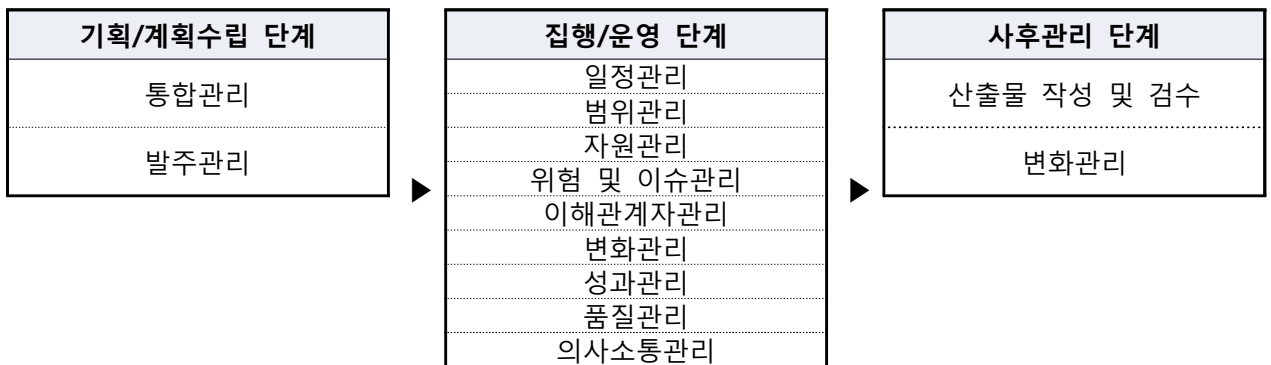 기획/계획수립 단계
통합관리
발주관리
▶
집행/운영 단계
일정관리
범위관리
자원관리
위험 및 이슈관리
이해관계자관리
변화관리
성과관리
품질관리
의사소통관리
▶
사후관리 단계
산출물 작성 및 검수
변화관리